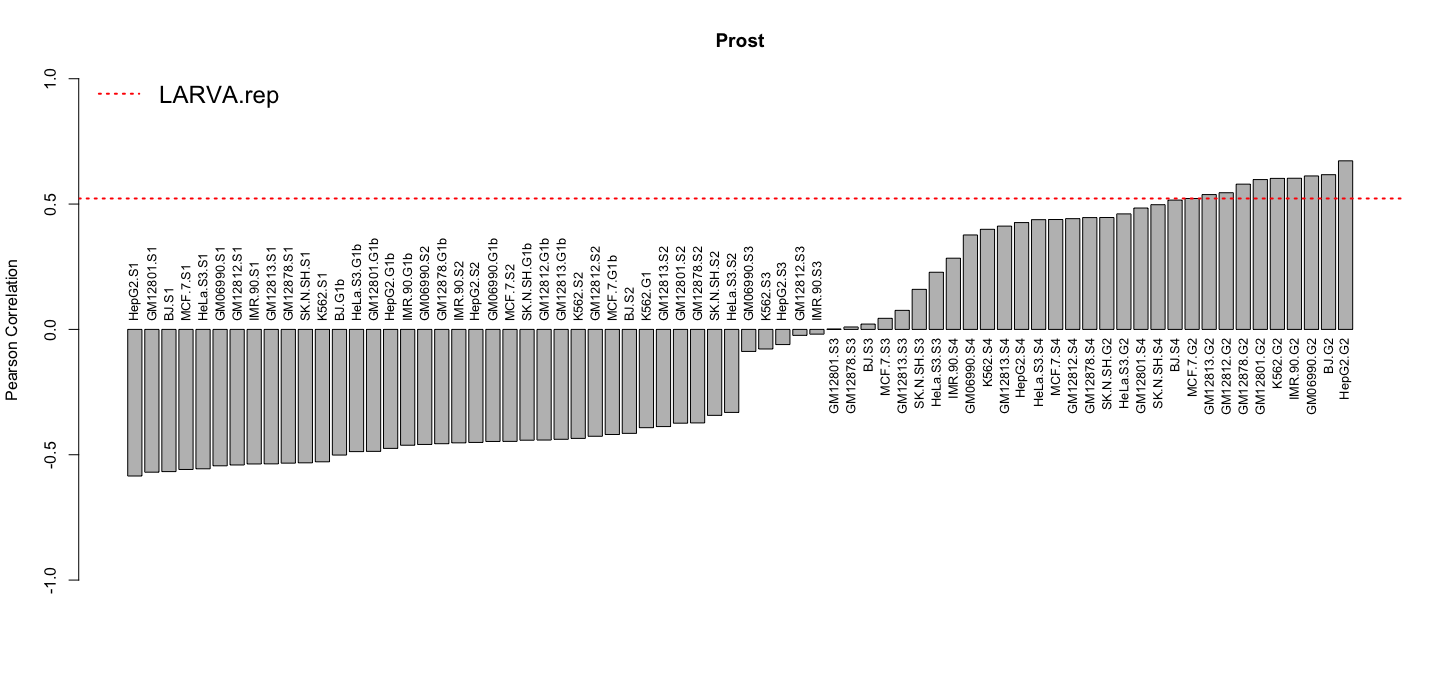 Prost
LARVA.rep
Pearson Correlation
1.0
0.5
0.0
-0.5
-1.0
HepG2.S1
GM12801.S1
BJ.S1
MCF.7.S1
HeLa.S3.S1
GM06990.S1
GM12812.S1
IMR.90.S1
GM12813.S1
GM12878.S1
SK.N.SH.S1
K562.S1
BJ.G1b
HeLa.S3.G1b
GM12801.G1b
HepG2.G1b
IMR.90.G1b
GM06990.S2
GM12878.G1b
IMR.90.S2
HepG2.S2
GM06990.G1b
MCF.7.S2
SK.N.SH.G1b
GM12812.G1b
GM12813.G1b
K562.S2
GM12812.S2
MCF.7.G1b
BJ.S2
K562.G1
GM12813.S2
GM12801.S2
GM12878.S2
SK.N.SH.S2
HeLa.S3.S2
GM06990.S3
K562.S3
HepG2.S3
GM12812.S3
IMR.90.S3
GM12801.S3
GM12878.S3
BJ.S3
MCF.7.S3
GM12813.S3
SK.N.SH.S3
HeLa.S3.S3
IMR.90.S4
GM06990.S4
K562.S4
GM12813.S4
HepG2.S4
HeLa.S3.S4
MCF.7.S4
GM12812.S4
GM12878.S4
SK.N.SH.G2
HeLa.S3.G2
GM12801.S4
SK.N.SH.S4
BJ.S4
MCF.7.G2
GM12813.G2
GM12812.G2
GM12878.G2
GM12801.G2
K562.G2
IMR.90.G2
GM06990.G2
BJ.G2
HepG2.G2